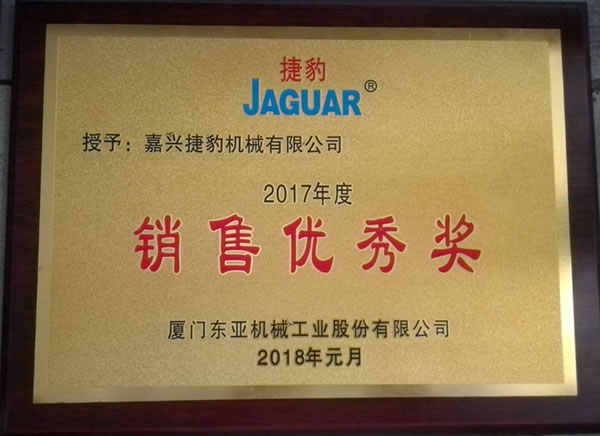 捷豹
JAGUAR®
授予：嘉兴捷豹机械有限公司
2017年度
销售优秀奖
厦门东亚机械工业股份有限公司
2018年元月